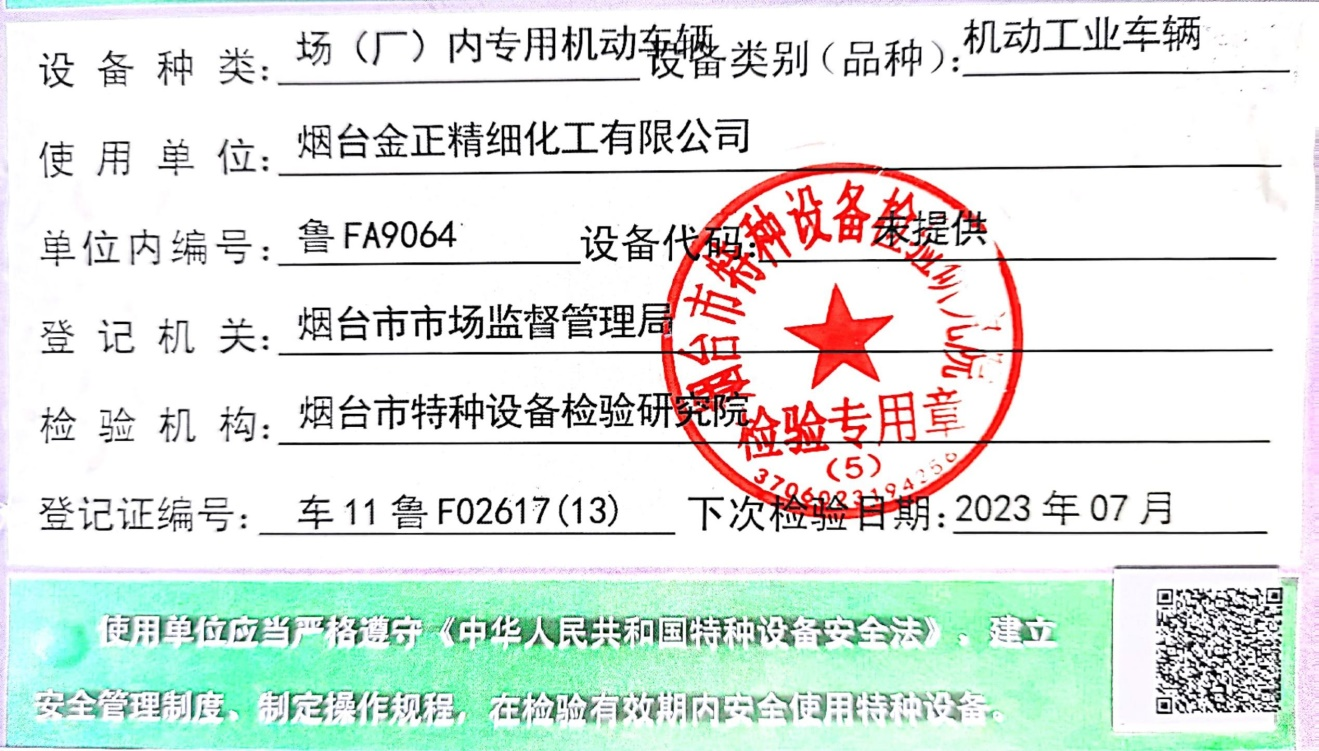 设备种类：场（厂）内专用机动车辆 设备类别（品种）：机动工业车辆
使用单位：烟台金正精细化工有限公司
单位内编号：鲁FA9064 设备代码：未提供
登记机关：烟台市市场监督管理局
检验机构：烟台市特种设备检验研究院
登记证编号：车11鲁F02617(13) 下次检验日期：2023年07月
烟台市特种设备检验研究院
检验专用章
（5）
使用单位应当严格遵守《中华人民共和国特种设备安全法》、建立
安全管理制度、制定操作规程，在检验有效期内安全使用特种设备。